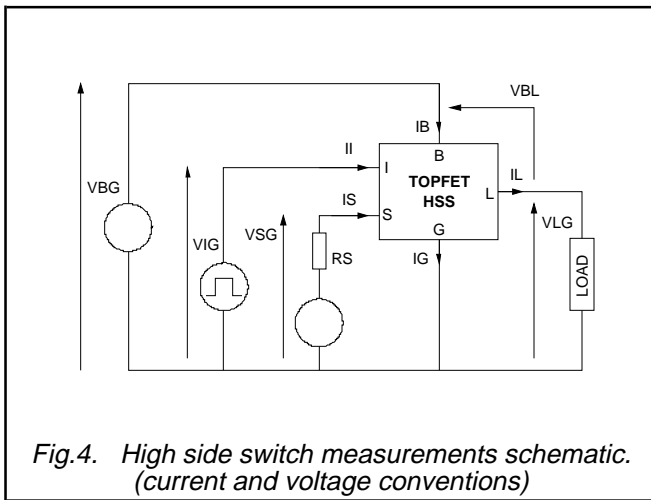 VBL
IB
B
II
I
TOPFET
HSS
L
IL
VBG
IS
S
VSG
G
VLG
VIG
RS
IG
LOAD
Fig.4. High side switch measurements schematic.
(current and voltage conventions)